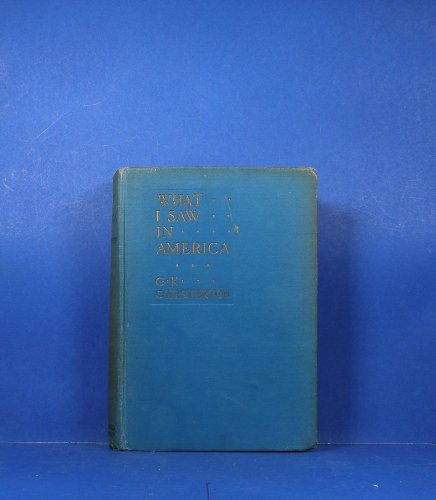 WHAT · ·
I SAW · ·
IN · · · ·
AMERICA
· · ·
G · K · · · ·
CHESTERTON